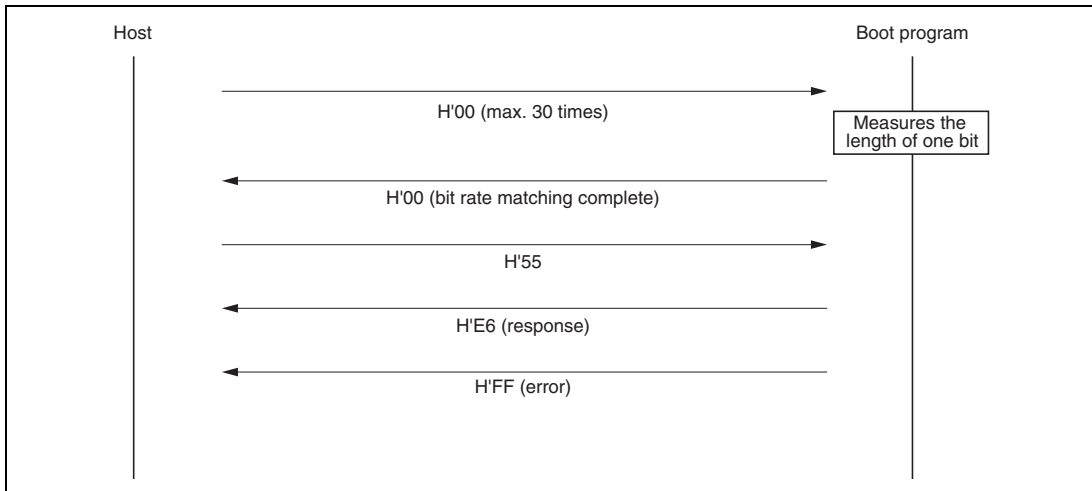 Host
Boot program
H'00 (max. 30 times)
Measures the
length of one bit
H'00 (bit rate matching complete)
H'55
H'E6 (response)
H'FF (error)